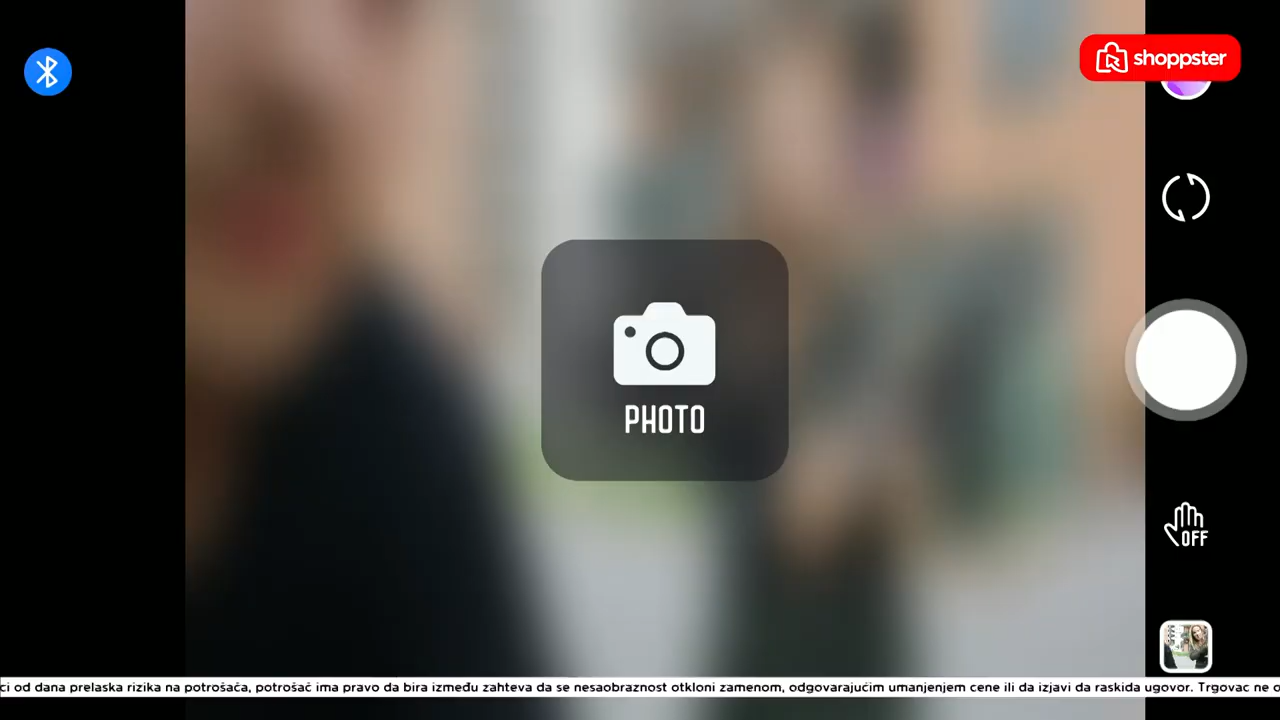 shoppster
PHOTO
OFF
ci od dana prelaska rizika na potrošača, potrošač ima pravo da bira između zahteva da se nesaobraznost otkloni zamenom, odgovarajućim umanjenjem cene ili da izjavi da raskida ugovor. Trgovac ne o